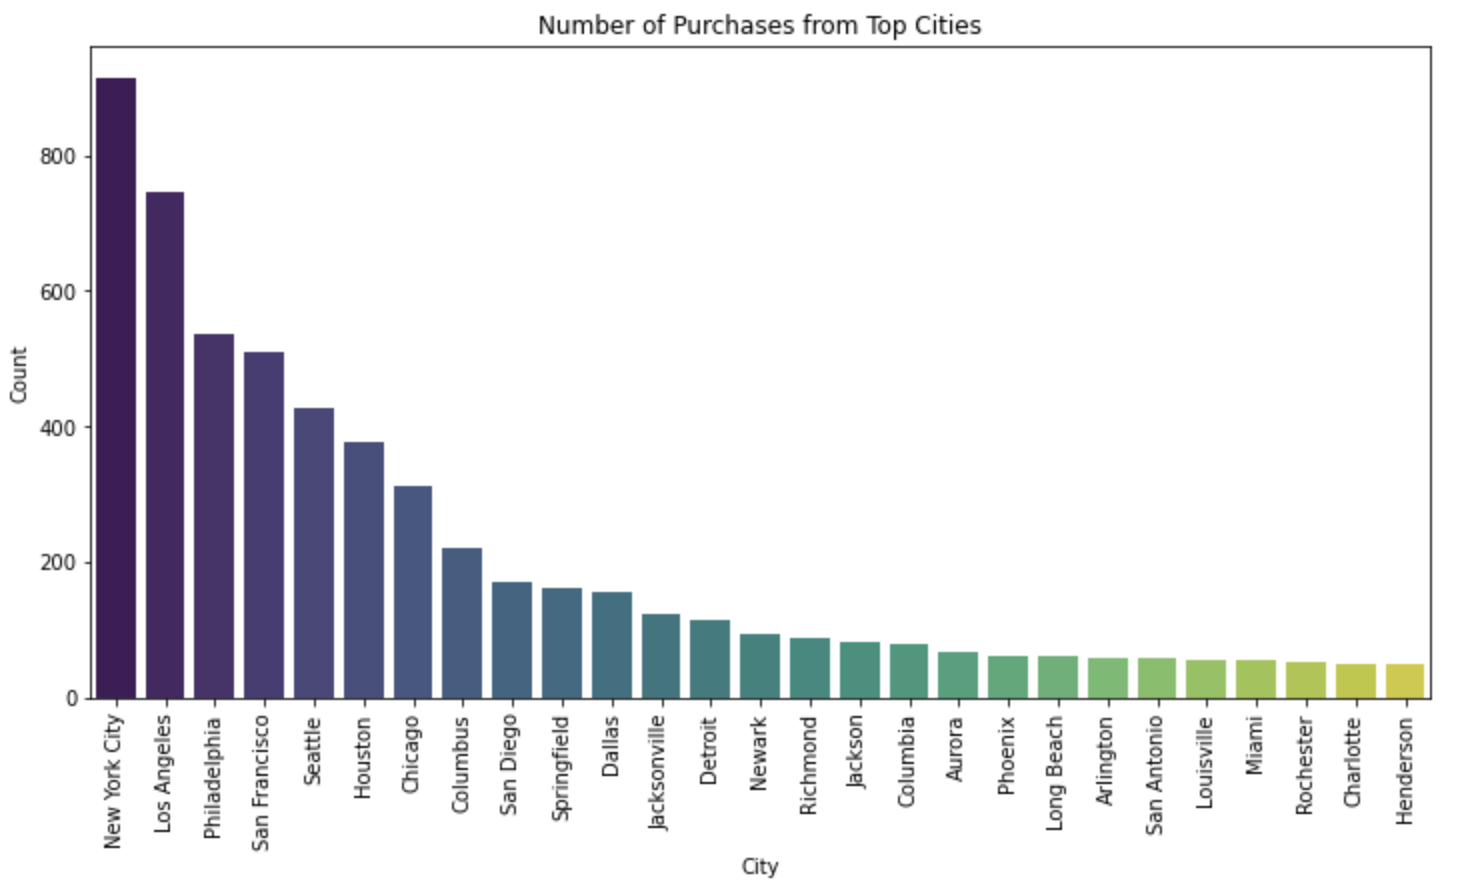 Number of Purchases from Top Cities
Count
800
600
400
200
0
New York City
Los Angeles
Philadelphia
San Francisco
Seattle
Houston
Chicago
Columbus
San Diego
Springfield
Dallas
Jacksonville
Detroit
Newark
Richmond
Jackson
Columbia
Aurora
Phoenix
Long Beach
Arlington
San Antonio
Louisville
Miami
Rochester
Charlotte
Henderson
City